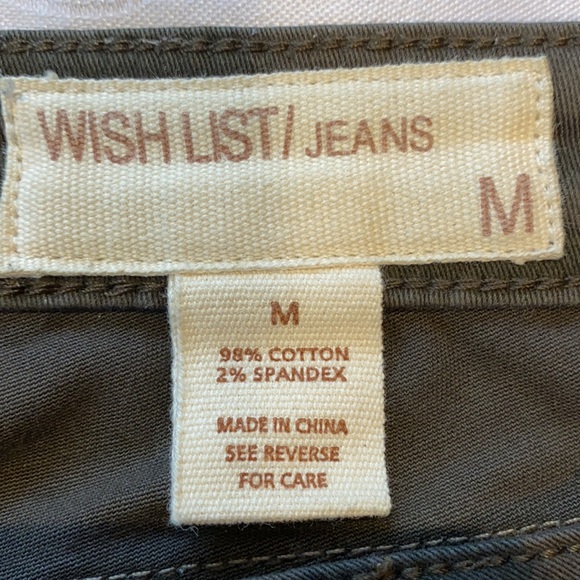 WISH LIST/ JEANS
M
M
98% COTTON
2% SPANDEX
MADE IN CHINA
SEE REVERSE
FOR CARE